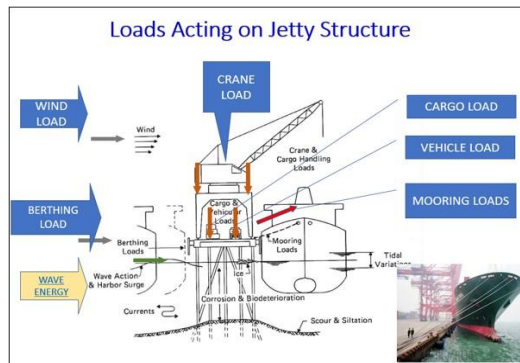 Loads Acting on Jetty Structure
CRANE
LOAD
WIND
LOAD
Wind
CARGO LOAD
Crane &
Cargo Handling
Loads
VEHICLE LOAD
MOORING LOADS
Cargo &
Vehicular
Loads
BERTHING
LOAD
Berthing
Loads
Mooring
Loads
Tidal
Variations
WAVE
ENERGY
Wave Action
& Harbor Surge
Ice
Corrosion & Biodeterioration
Currents
Scour & Siltation